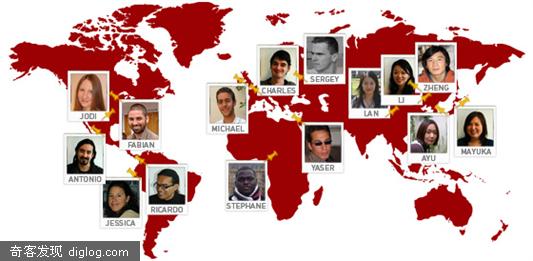 SERGEY
CHARLES
ZHENG
LI
LAN
JODI
MICHAEL
FABIAN
MAYUKA
AYU
YASER
ANTONIO
STEPHANE
RICARDO
JESSICA
奇客发现 diglog.com